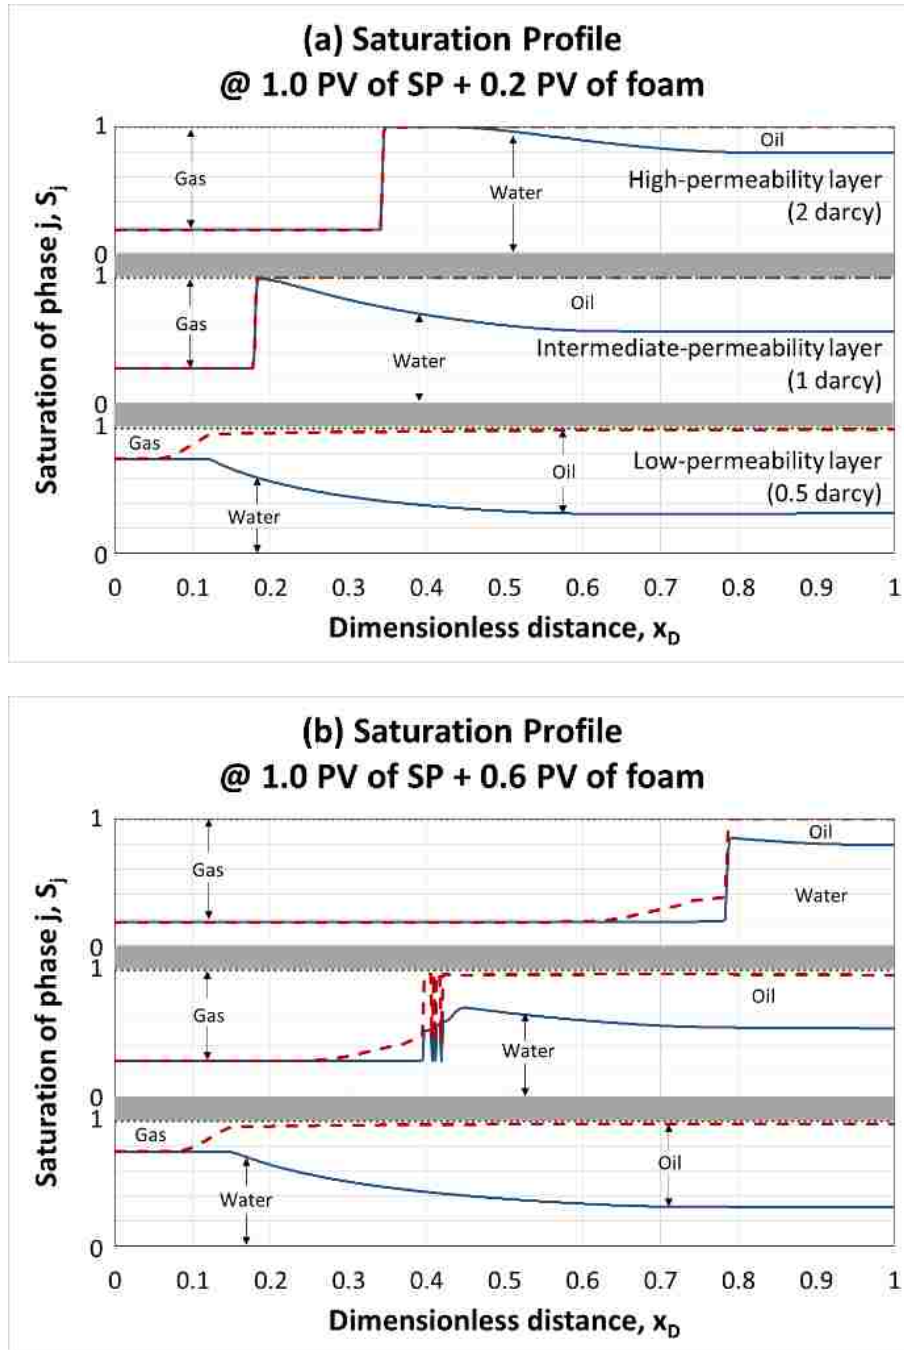 (a) Saturation Profile
@ 1.0 PV of SP + 0.2 PV of foam
Saturation of phase j, Sj
1
Gas
Water
Oil
High-permeability layer
(2 darcy)
0
1
Gas
Water
Oil
Intermediate-permeability layer
(1 darcy)
0
1
Gas
Water
Oil
Low-permeability layer
(0.5 darcy)
0
0 0.1 0.2 0.3 0.4 0.5 0.6 0.7 0.8 0.9 1
Dimensionless distance, xD
(b) Saturation Profile
@ 1.0 PV of SP + 0.6 PV of foam
Saturation of phase j, Sj
1
Gas
Oil
Water
0
1
Gas
Oil
Water
0
1
Gas
Water
Oil
0
0 0.1 0.2 0.3 0.4 0.5 0.6 0.7 0.8 0.9 1
Dimensionless distance, xD